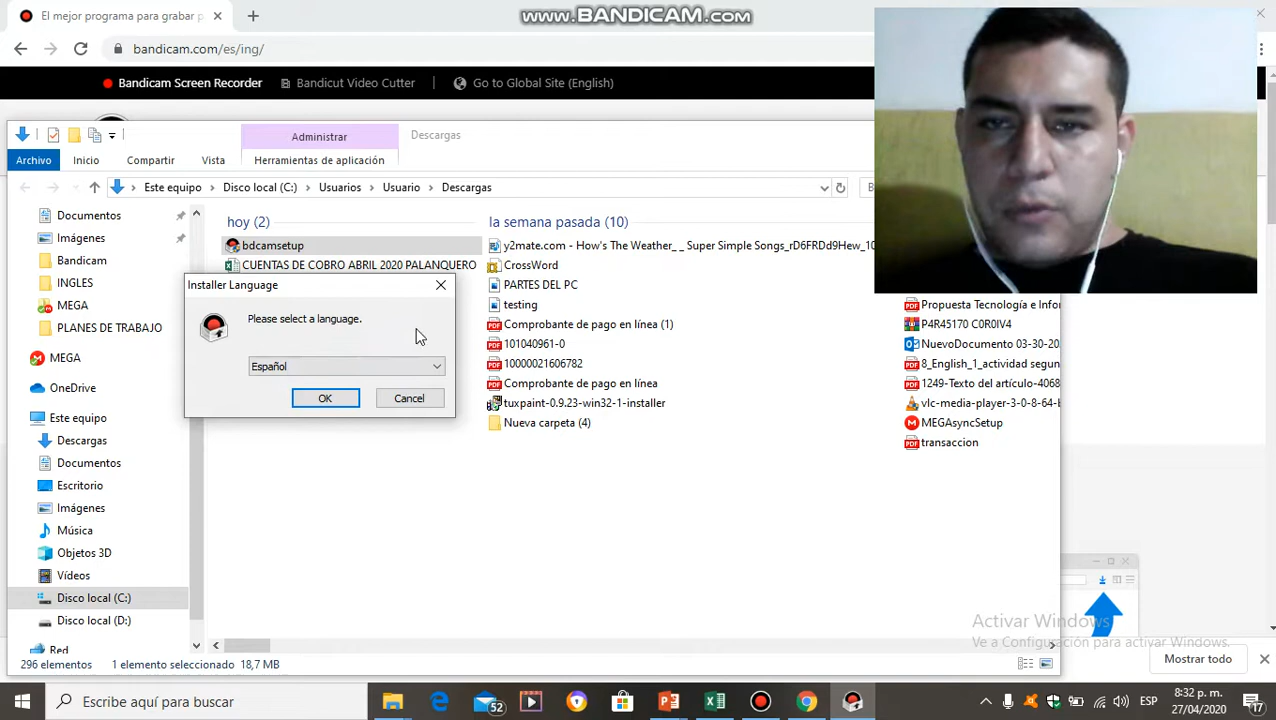 El mejor programa para grabar p
www.BANDICAM.com
bandicam.com/es/ing/
Bandicam Screen Recorder
Bandicut Video Cutter
Go to Global Site (English)
Administrar
Descargas
Archivo
Inicio
Compartir
Vista
Herramientas de aplicación
Este equipo
Disco local (C:)
Usuarios
Usuario
Descargas
Documentos
Imágenes
Bandicam
INGLES
MEGA
PLANES DE TRABAJO
MEGA
OneDrive
Este equipo
Descargas
Documentos
Escritorio
Imágenes
Música
Objetos 3D
Vídeos
Disco local (C:)
Disco local (D:)
Red
hoy (2)
bdcamsetup
CUENTAS DE COBRO ABRIL 2020 PALANQUERO
Installer Language
Please select a language.
Español
OK
Cancel
la semana pasada (10)
y2mate.com - How's The Weather_ _ Super Simple Songs_rD6FRDd9Hew_10
CrossWord
PARTES DEL PC
testing
Comprobante de pago en línea (1)
101040961-0
10000021606782
Comprobante de pago en línea
tuxpaint-0.9.23-win32-1-installer
Nueva carpeta (4)
Propuesta Tecnología e Infor
P4R45170 C0R0IV4
NuevoDocumento 03-30-20
8_English_1_actividad segun
1249-Texto del artículo-4068
vlc-media-player-3-0-8-64-b
MEGAsyncSetup
transaccion
Activar Windows
Ve a Configuración para activar Windows.
296 elementos
1 elemento seleccionado 18,7 MB
Mostrar todo
Escribe aquí para buscar
52
ESP
8:32 p. m.
27/04/2020
17